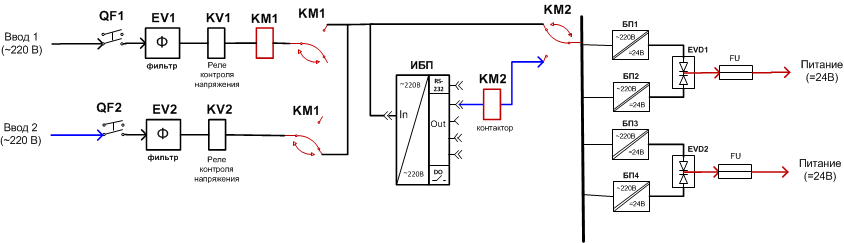 QF1
EV1
KV1
KM1
KM1
KM2
Ввод 1
(~220 В)
Ф
фильтр
Реле
контроля
напряжения
БП1
~220В
=24В
EVD1
FU
Питание
(=24В)
БП2
~220В
=24В
ИБП
~220В
RS-
232
In
Out
~220В
DO
KM2
контактор
QF2
EV2
KV2
KM1
Ввод 2
(~220 В)
Ф
фильтр
Реле
контроля
напряжения
БП3
~220В
=24В
EVD2
FU
Питание
(=24В)
БП4
~220В
=24В